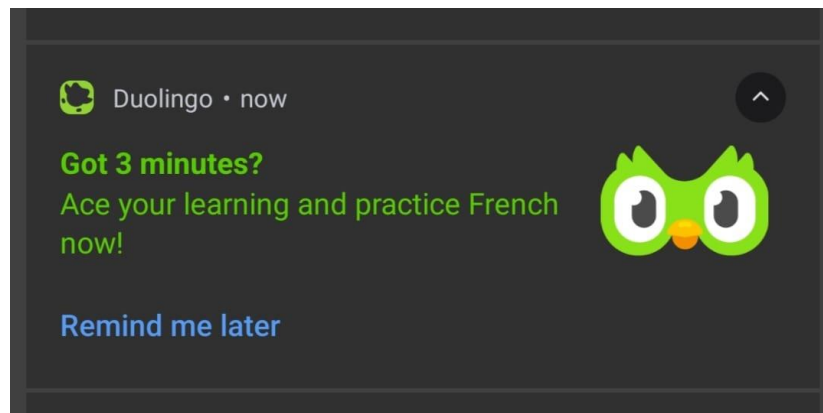 Duolingo • now
Got 3 minutes?
Ace your learning and practice French
now!
Remind me later